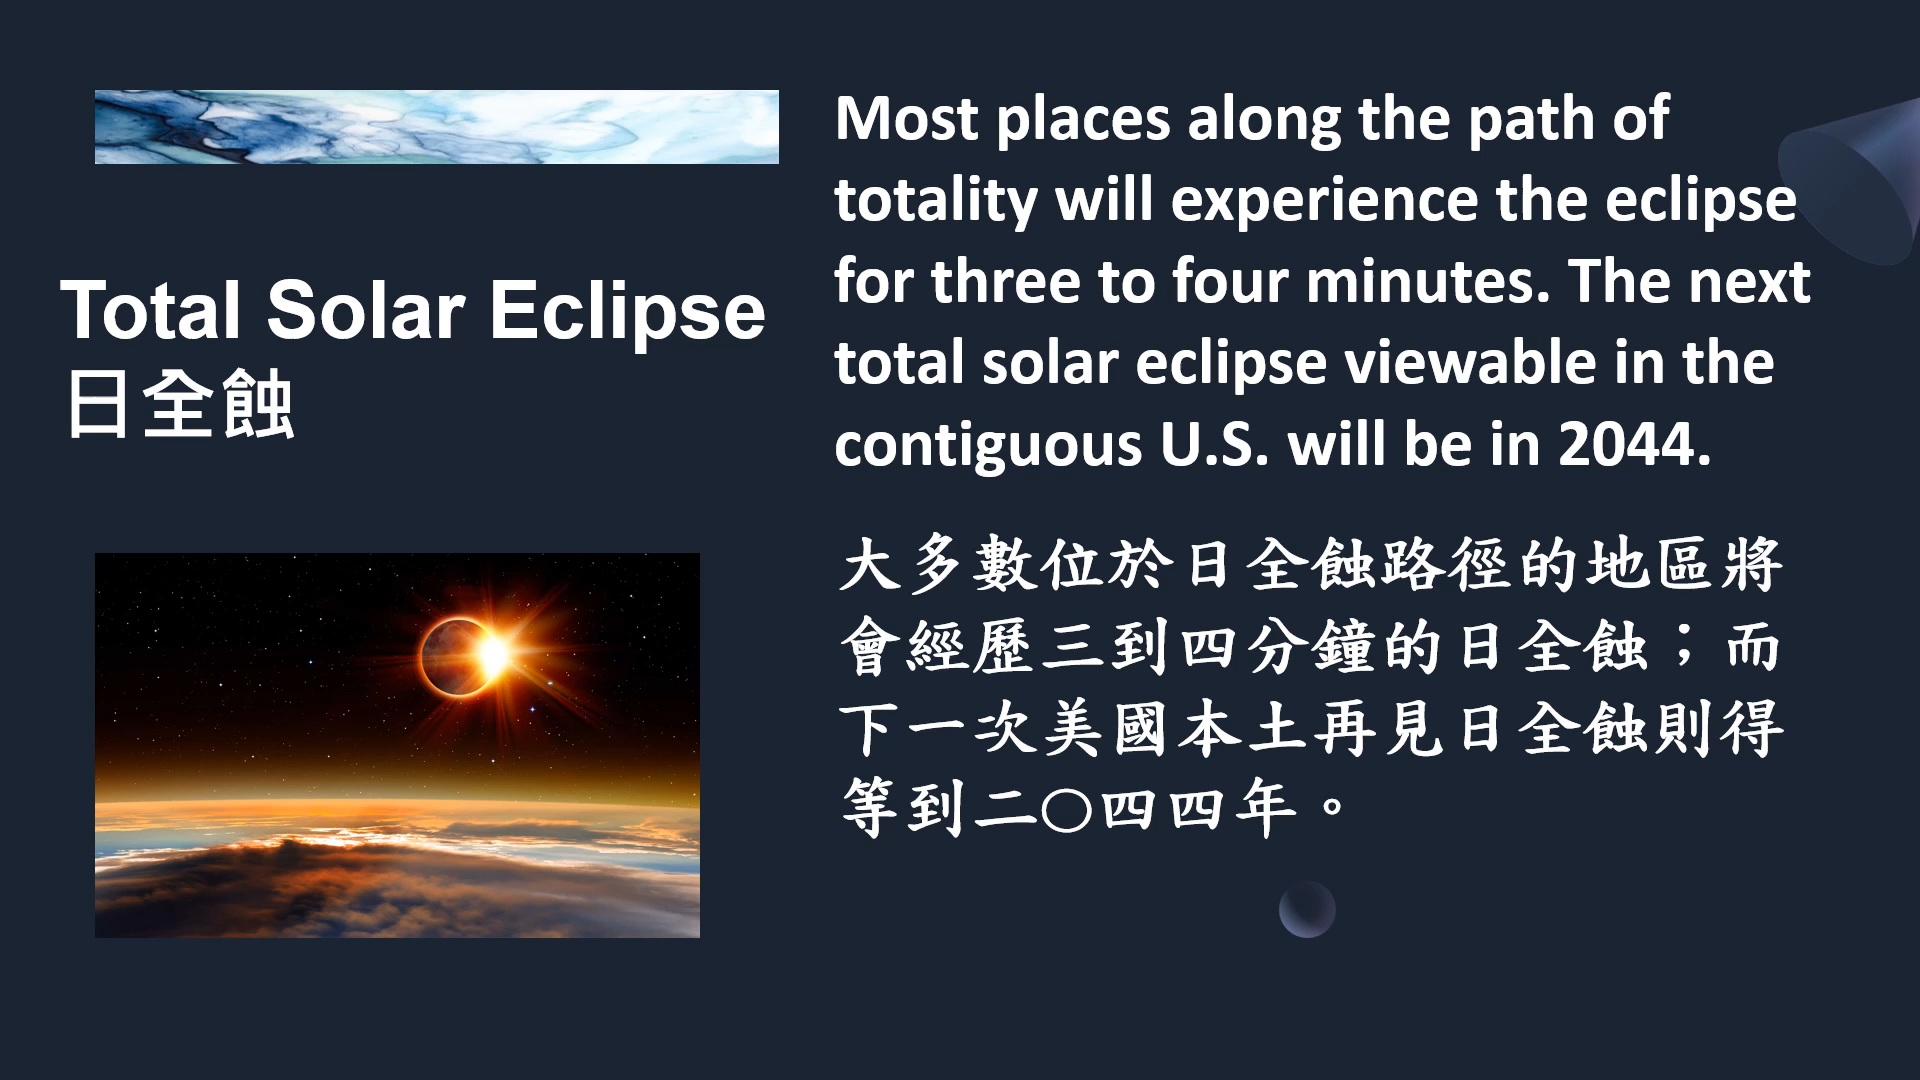 Total Solar Eclipse
日全蝕
Most places along the path of
totality will experience the eclipse
for three to four minutes. The next
total solar eclipse viewable in the
contiguous U.S. will be in 2044.
大多數位於日全蝕路徑的地區將
會經歷三到四分鐘的日全蝕；而
下一次美國本土再見日全蝕則得
等到二〇四四年。